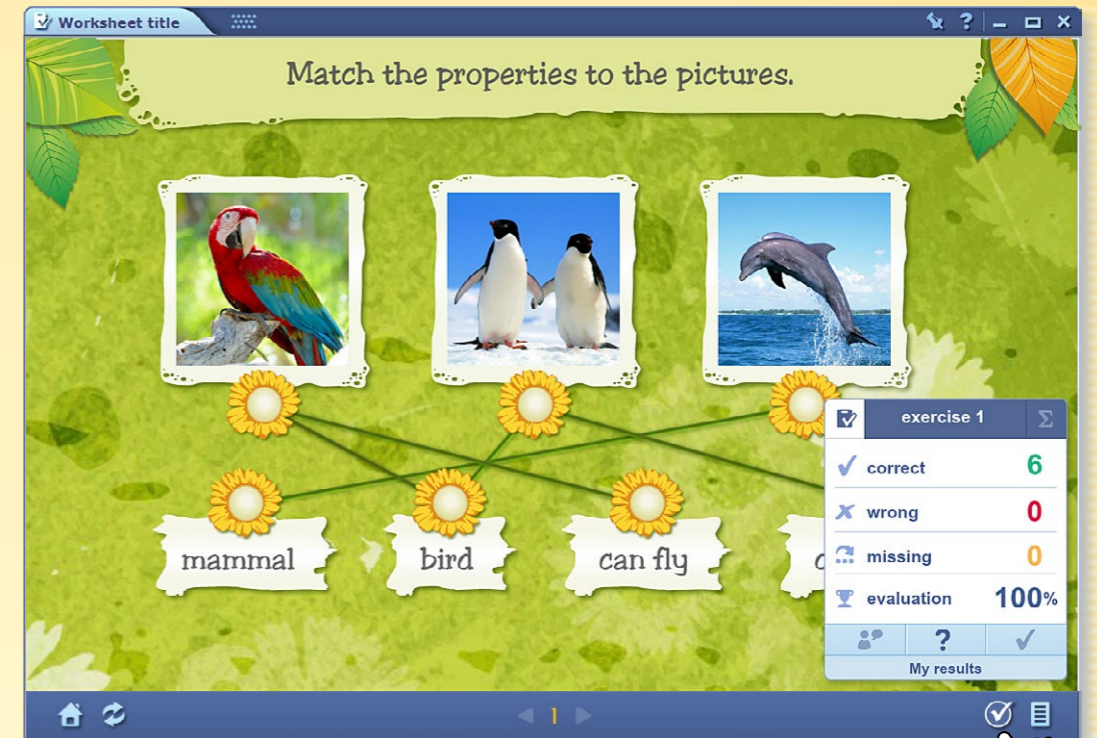 Worksheet title
Match the properties to the pictures.
mammal
bird
can fly
exercise 1
correct 6
wrong 0
missing 0
evaluation 100%
?
My results
1